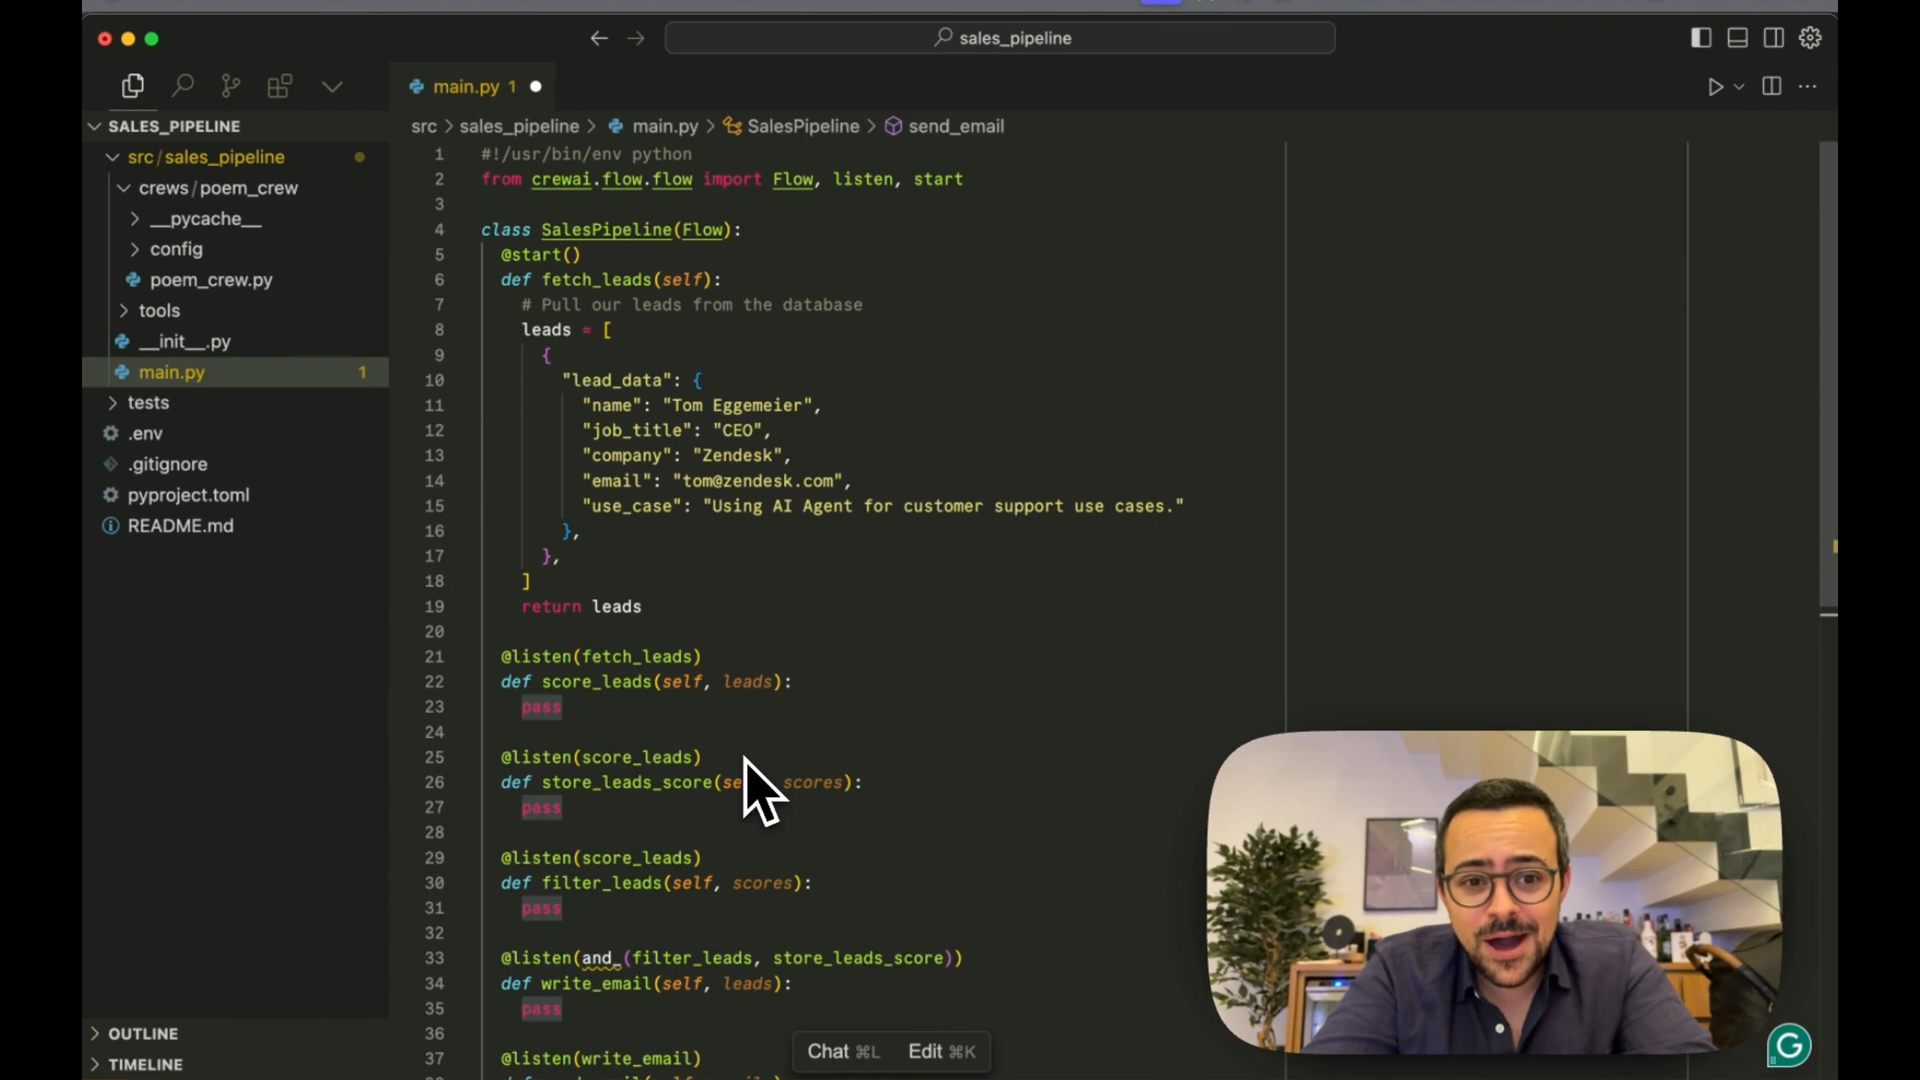 sales_pipeline
main.py 1
SALES_PIPELINE
src/sales_pipeline
crews/poem_crew
__pycache__
config
poem_crew.py
tools
__init__.py
main.py 1
tests
.env
.gitignore
pyproject.toml
README.md
OUTLINE
TIMELINE
src > sales_pipeline > main.py > SalesPipeline > send_email
1 #!/usr/bin/env python
2 from crewai.flow.flow import Flow, listen, start
3
4 class SalesPipeline(Flow):
5 @start()
6 def fetch_leads(self):
7 # Pull our leads from the database
8 leads = [
9 {
10 "lead_data": {
11 "name": "Tom Eggemeier",
12 "job_title": "CEO",
13 "company": "Zendesk",
14 "email": "tom@zendesk.com",
15 "use_case": "Using AI Agent for customer support use cases."
16 },
17 },
18 ]
19 return leads
20
21 @listen(fetch_leads)
22 def score_leads(self, leads):
23 pass
24
25 @listen(score_leads)
26 def store_leads_score( scores):
27 pass
28
29 @listen(score_leads)
30 def filter_leads(self, scores):
31 pass
32
33 @listen(and_(filter_leads, store_leads_score))
34 def write_email(self, leads):
35 pass
36
37 @listen(write_email)
Chat ⌘L Edit ⌘K
G